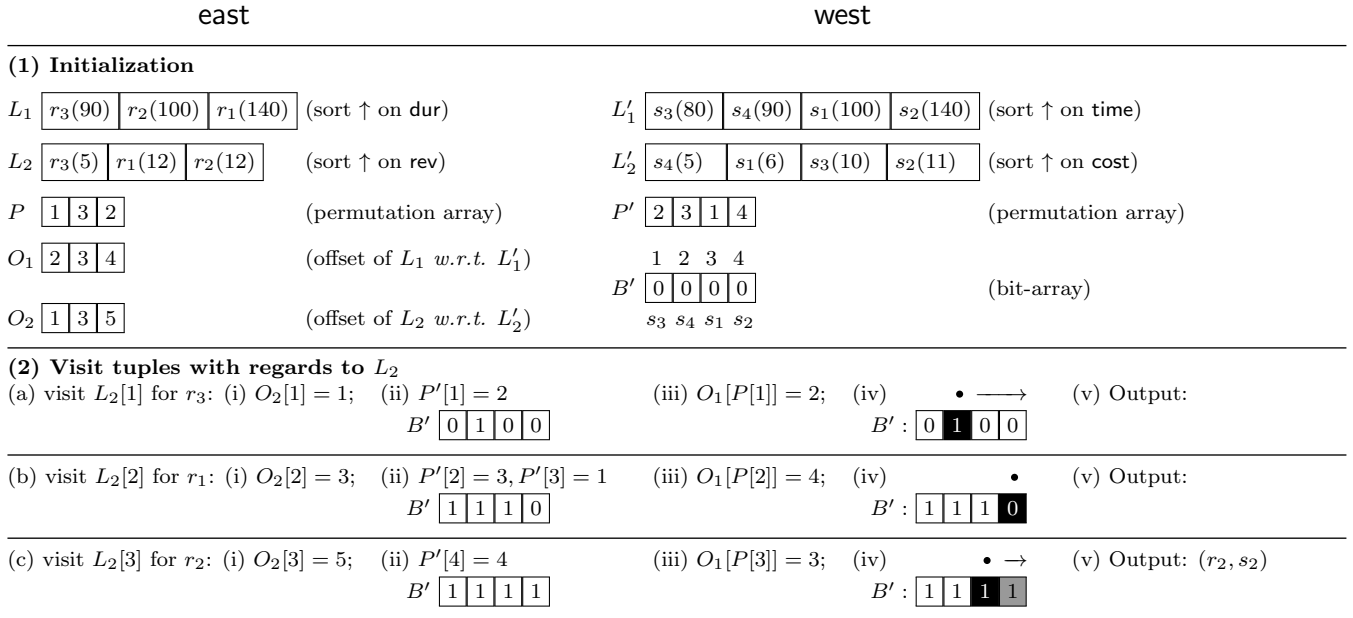 east west
(1) Initialization
L₁ r₃(90) r₂(100) r₁(140) (sort ↑ on dur) L′₁ s₃(80) s₄(90) s₁(100) s₂(140) (sort ↑ on time)
L₂ r₃(5) r₁(12) r₂(12) (sort ↑ on rev) L′₂ s₄(5) s₁(6) s₃(10) s₂(11) (sort ↑ on cost)
P 1 3 2 (permutation array) P′ 2 3 1 4 (permutation array)
O₁ 2 3 4 (offset of L₁ w.r.t. L′₁) 1 2 3 4
B′ 0 0 0 0 (bit-array)
O₂ 1 3 5 (offset of L₂ w.r.t. L′₂) s₃ s₄ s₁ s₂
(2) Visit tuples with regards to L₂
(a) visit L₂[1] for r₃: (i) O₂[1] = 1; (ii) P′[1] = 2 (iii) O₁[P[1]] = 2; (iv) • → (v) Output:
B′ 0 1 0 0 B′ : 0 1 0 0
(b) visit L₂[2] for r₁: (i) O₂[2] = 3; (ii) P′[2] = 3, P′[3] = 1 (iii) O₁[P[2]] = 4; (iv) • (v) Output:
B′ 1 1 1 0 B′ : 1 1 1 0
(c) visit L₂[3] for r₂: (i) O₂[3] = 5; (ii) P′[4] = 4 (iii) O₁[P[3]] = 3; (iv) • → (v) Output: (r₂, s₂)
B′ 1 1 1 1 B′ : 1 1 1 1